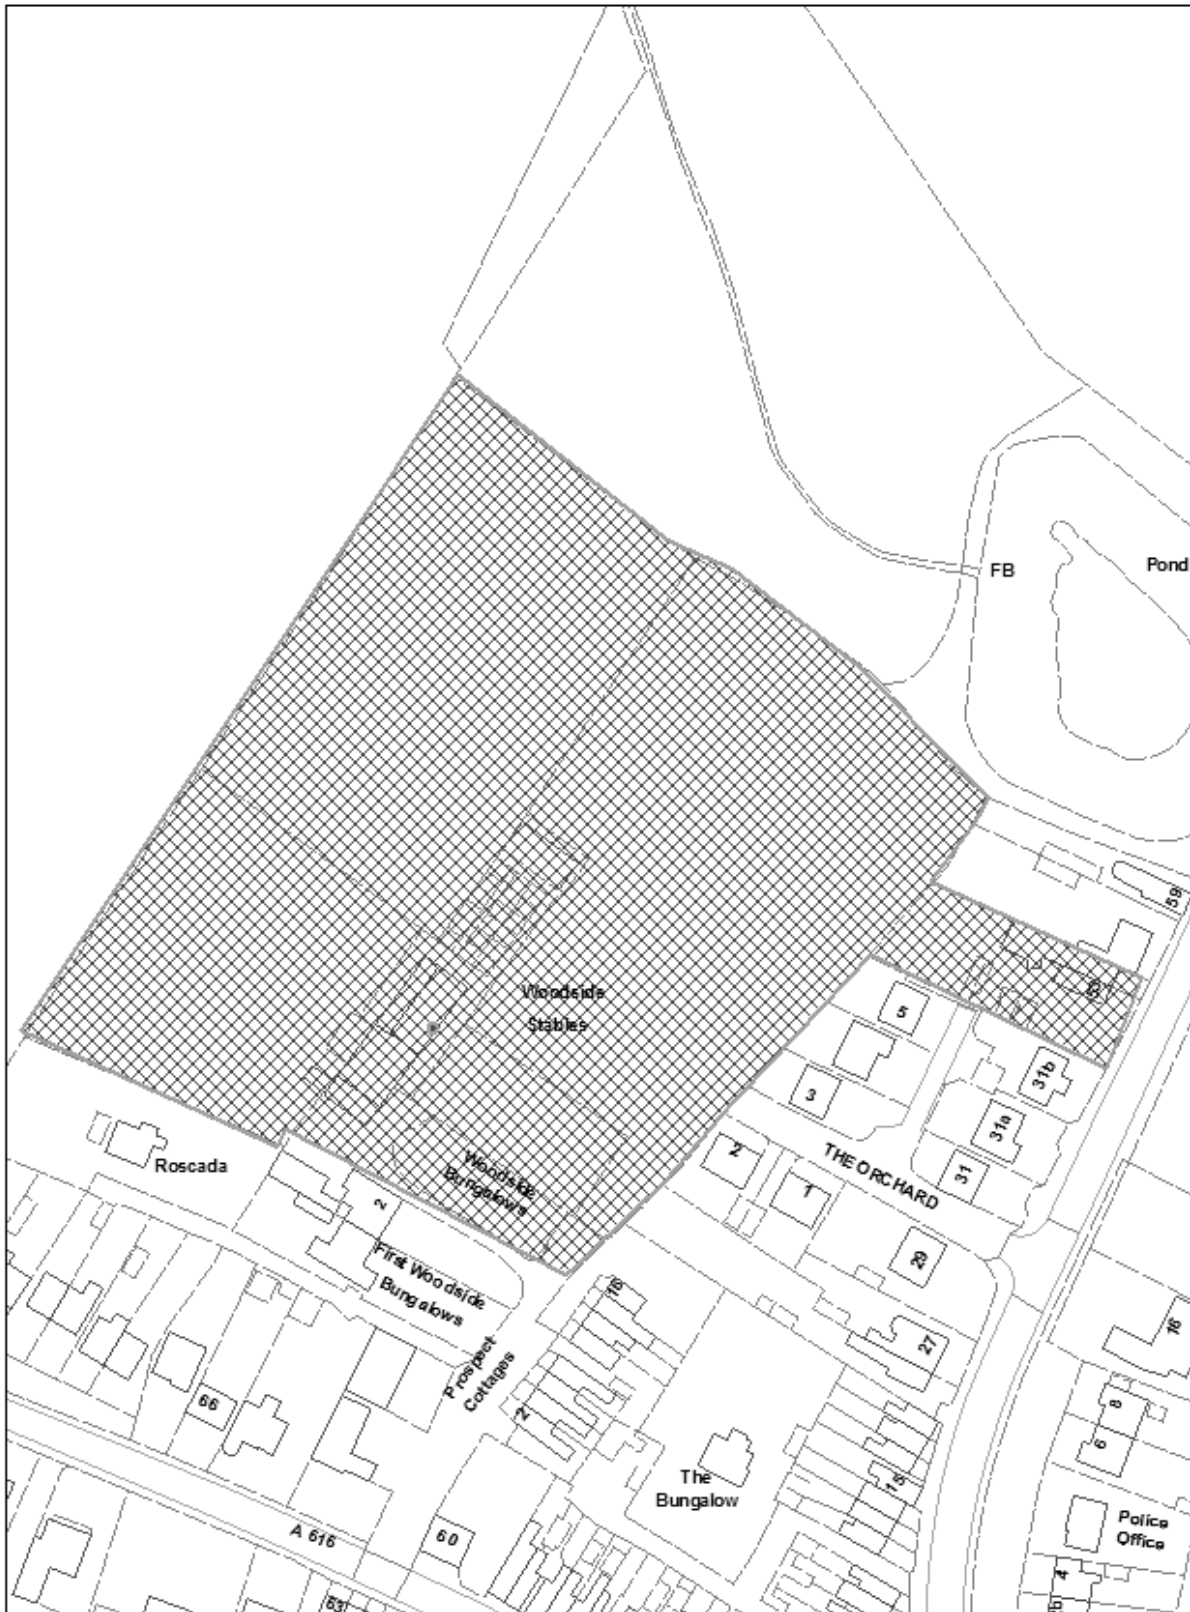 FB
Pond
59
Woodside
Stables
5
3
31b
31a
31
2
1
THE ORCHARD
29
Roscada
2
Woodside
Bungalows
First Woodside
Bungalows
Prospect
Cottages
16
27
16
66
2
8
6
The
Bungalow
15
A 616
60
Police
Office
4
53